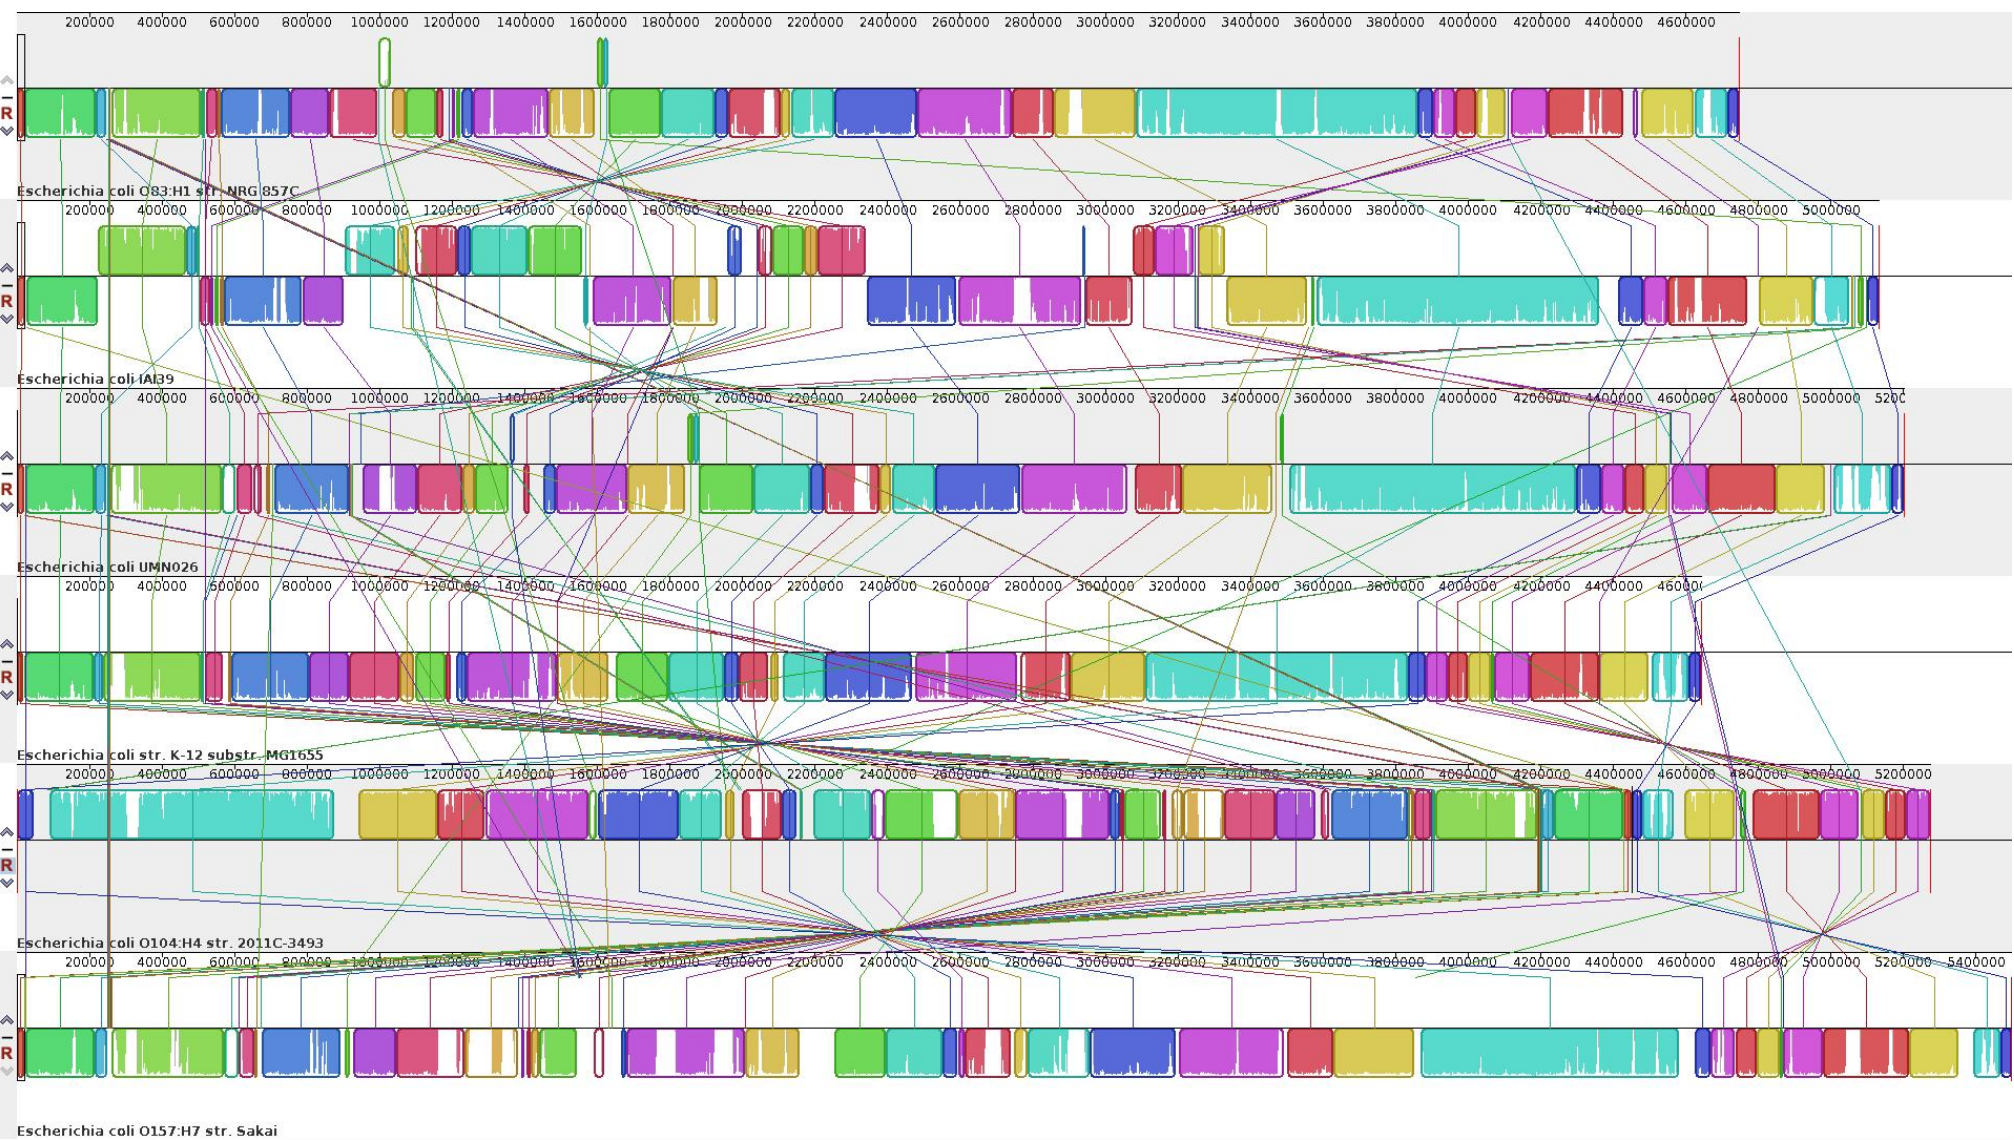 200000 400000 600000 800000 1000000 1200000 1400000 1600000 1800000 2000000 2200000 2400000 2600000 2800000 3000000 3200000 3400000 3600000 3800000 4000000 4200000 4400000 4600000
R
Escherichia coli O83:H1 str. NRG 857C
200000 400000 600000 800000 1000000 1200000 1400000 1600000 1800000 2000000 2200000 2400000 2600000 2800000 3000000 3200000 3400000 3600000 3800000 4000000 4200000 4400000 4600000 4800000 5000000
R
Escherichia coli IAI39
200000 400000 600000 800000 1000000 1200000 1400000 1600000 1800000 2000000 2200000 2400000 2600000 2800000 3000000 3200000 3400000 3600000 3800000 4000000 4200000 4400000 4600000 4800000 5000000
R
Escherichia coli UMN026
200000 400000 600000 800000 1000000 1200000 1400000 1600000 1800000 2000000 2200000 2400000 2600000 2800000 3000000 3200000 3400000 3600000 3800000 4000000 4200000 4400000
R
Escherichia coli str. K-12 substr. MG1655
200000 400000 600000 800000 1000000 1200000 1400000 1600000 1800000 2000000 2200000 2400000 2600000 2800000 3000000 3200000 3400000 3600000 3800000 4000000 4200000 4400000 4600000 4800000 5000000 5200000
R
Escherichia coli O104:H4 str. 2011C-3493
200000 400000 600000 800000 1000000 1200000 1400000 1600000 1800000 2000000 2200000 2400000 2600000 2800000 3000000 3200000 3400000 3600000 3800000 4000000 4200000 4400000 4600000 4800000 5000000 5200000 5400000
R
Escherichia coli O157:H7 str. Sakai